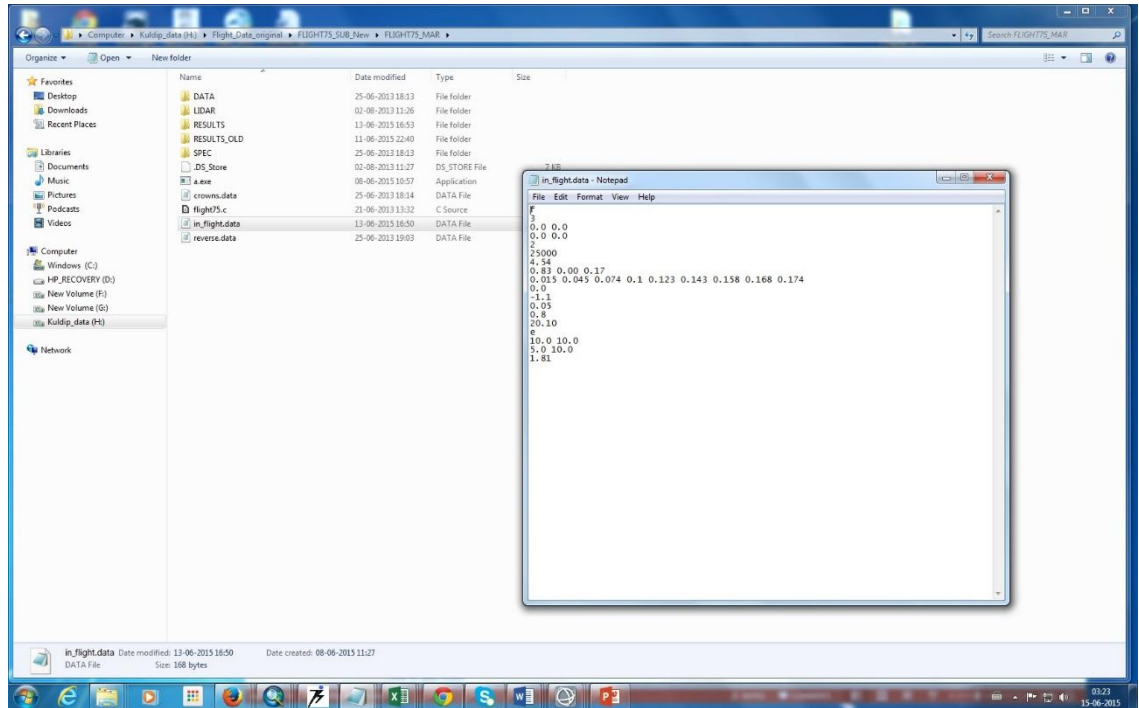 Computer ▸ Kuldip_data (H:) ▸ Flight_Data_original ▸ FLIGHT75_SUB_New ▸ FLIGHT75_MAR ▸
Search FLIGHT75_MAR
Organize Open New folder
Name Date modified Type Size
Favorites
Desktop
Downloads
Recent Places
Libraries
Documents
Music
Pictures
Podcasts
Videos
Computer
Windows (C:)
HP_RECOVERY (D:)
New Volume (F:)
New Volume (G:)
Kuldip_data (H:)
Network
DATA 25-06-2013 18:13 File folder
LIDAR 02-08-2013 11:26 File folder
RESULTS 13-06-2015 16:53 File folder
RESULTS_OLD 11-06-2015 22:40 File folder
SPEC 25-06-2013 18:13 File folder
.DS_Store 02-08-2013 11:27 DS_STORE File 7 KB
a.exe 08-06-2015 10:57 Application
crowns.data 25-06-2013 18:14 DATA File
flight75.c 21-06-2013 13:32 C Source
in_flight.data 13-06-2015 16:50 DATA File
reverse.data 25-06-2013 19:03 DATA File
in_flight.data - Notepad
File Edit Format View Help
3
0.0 0.0
0.0 0.0
2
25000
4.54
0.83 0.00 0.17
0.015 0.045 0.074 0.1 0.123 0.143 0.158 0.168 0.174
0.0
-1.1
0.05
0.8
20.10
e
10.0 10.0
5.0 10.0
1.81
in_flight.data Date modified: 13-06-2015 16:50 Date created: 08-06-2015 11:27
DATA File Size: 168 bytes
03:23
15-06-2015